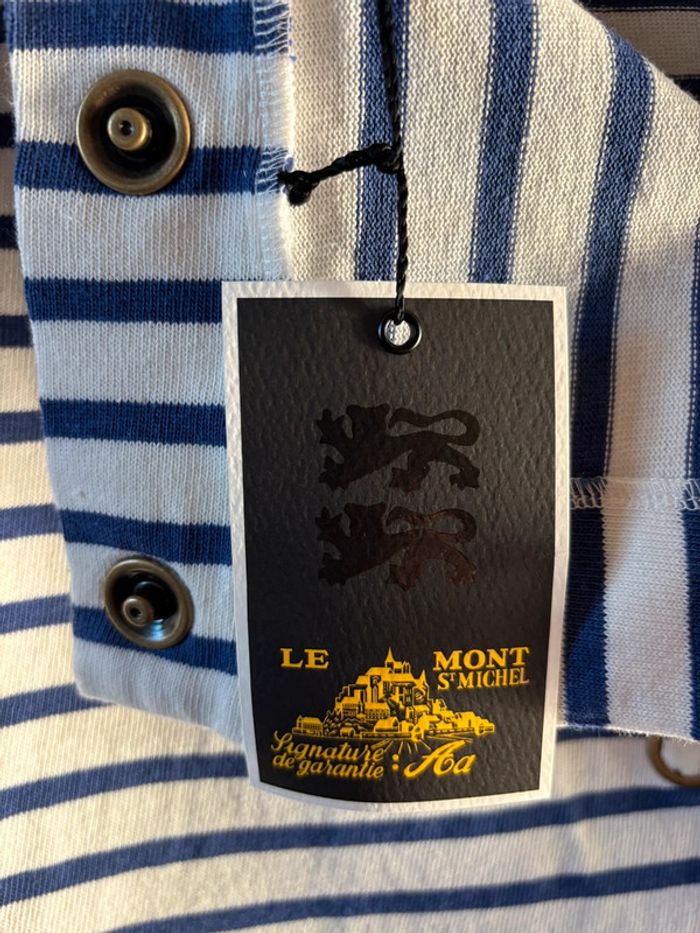 LE MONT
ST MICHEL
Signature
de garantie : Aa